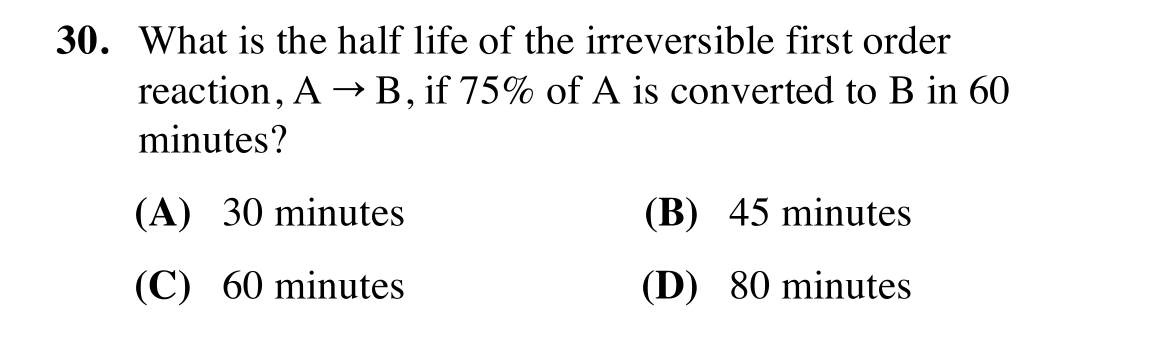 30. What is the half life of the irreversible first order
reaction, A → B, if 75% of A is converted to B in 60
minutes?
(A) 30 minutes (B) 45 minutes
(C) 60 minutes (D) 80 minutes